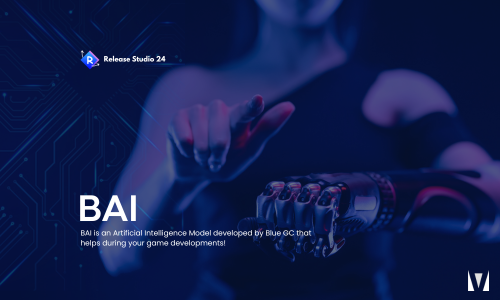 Release Studio 24
BAI
BAI is an Artificial Intelligence Model developed by Blue GC that
helps during your game developments!